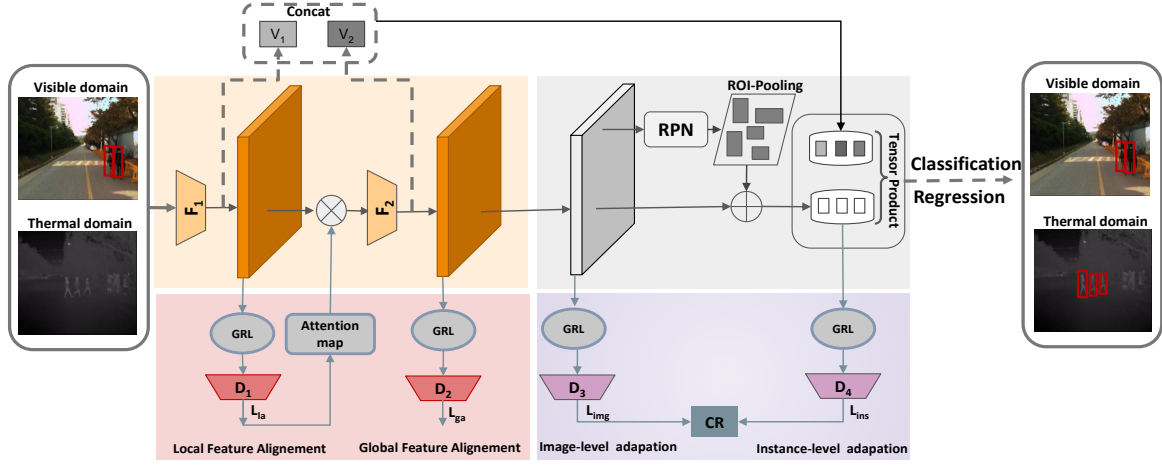 Concat
V1
V2
Visible domain
Thermal domain
F1
F2
ROI-Pooling
RPN
Tensor Product
Classification
Regression
Visible domain
Thermal domain
GRL
Attention
map
GRL
GRL
GRL
D1
D2
D3
D4
Lla
Lga
Limg
CR
Lins
Local Feature Alignement
Global Feature Alignement
Image-level adapation
Instance-level adapation